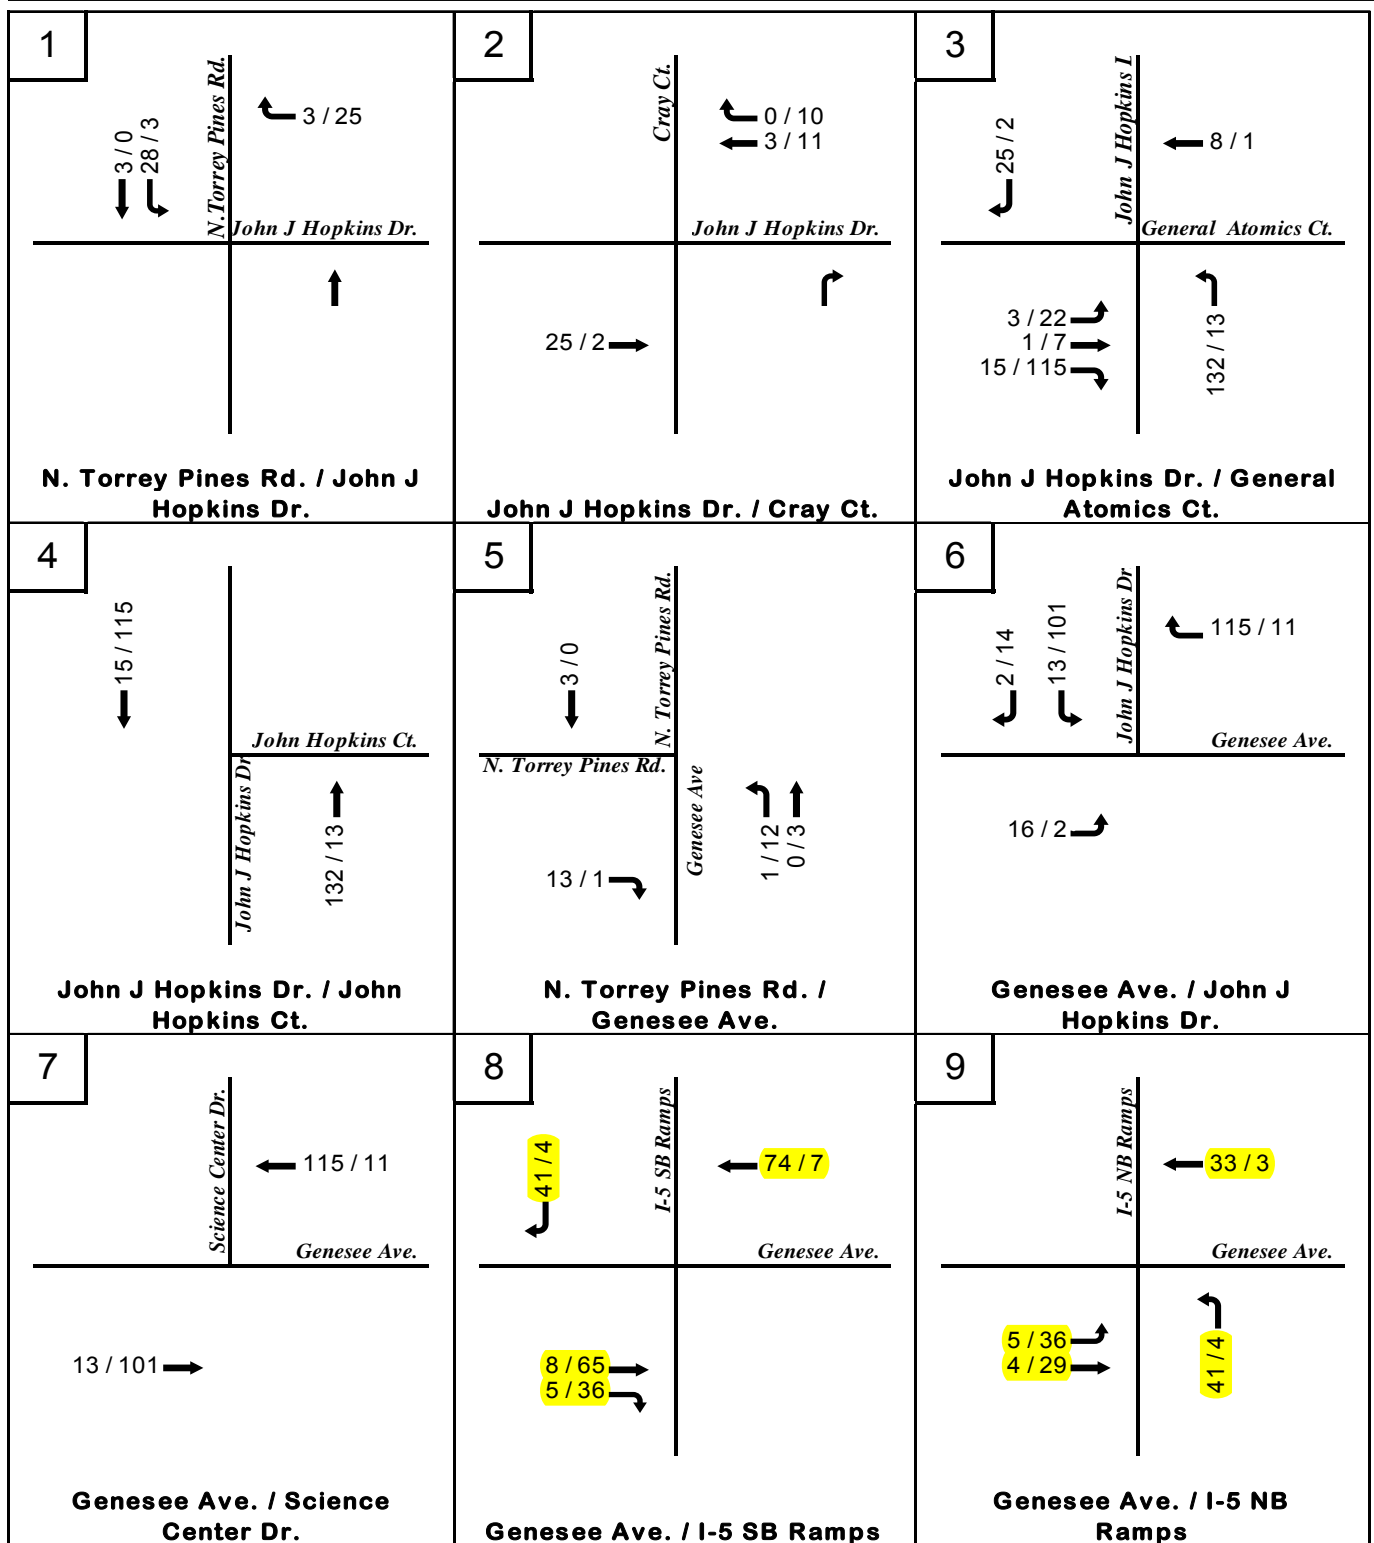 1
N.Torrey Pines Rd.
3 / 25
3 / 0
28 / 3
John J Hopkins Dr.
N. Torrey Pines Rd. / John J
Hopkins Dr.
2
Cray Ct.
0 / 10
3 / 11
John J Hopkins Dr.
25 / 2
John J Hopkins Dr. / Cray Ct.
3
John J Hopkins
25 / 2
8 / 1
General Atomics Ct.
3 / 22
1 / 7
15 / 115
132 / 13
John J Hopkins Dr. / General
Atomics Ct.
4
15 / 115
John Hopkins Ct.
John J Hopkins Dr
132 / 13
John J Hopkins Dr. / John
Hopkins Ct.
5
N. Torrey Pines Rd.
3 / 0
N. Torrey Pines Rd.
Genesee Ave
1 / 12
0 / 3
13 / 1
N. Torrey Pines Rd. /
Genesee Ave.
6
John J Hopkins Dr
2 / 14
13 / 101
115 / 11
Genesee Ave.
16 / 2
Genesee Ave. / John J
Hopkins Dr.
7
Science Center Dr.
115 / 11
Genesee Ave.
13 / 101
Genesee Ave. / Science
Center Dr.
8
I-5 SB Ramps
41 / 4
74 / 7
Genesee Ave.
8 / 65
5 / 36
Genesee Ave. / I-5 SB Ramps
9
I-5 NB Ramps
33 / 3
Genesee Ave.
5 / 36
4 / 29
41 / 4
Genesee Ave. / I-5 NB
Ramps